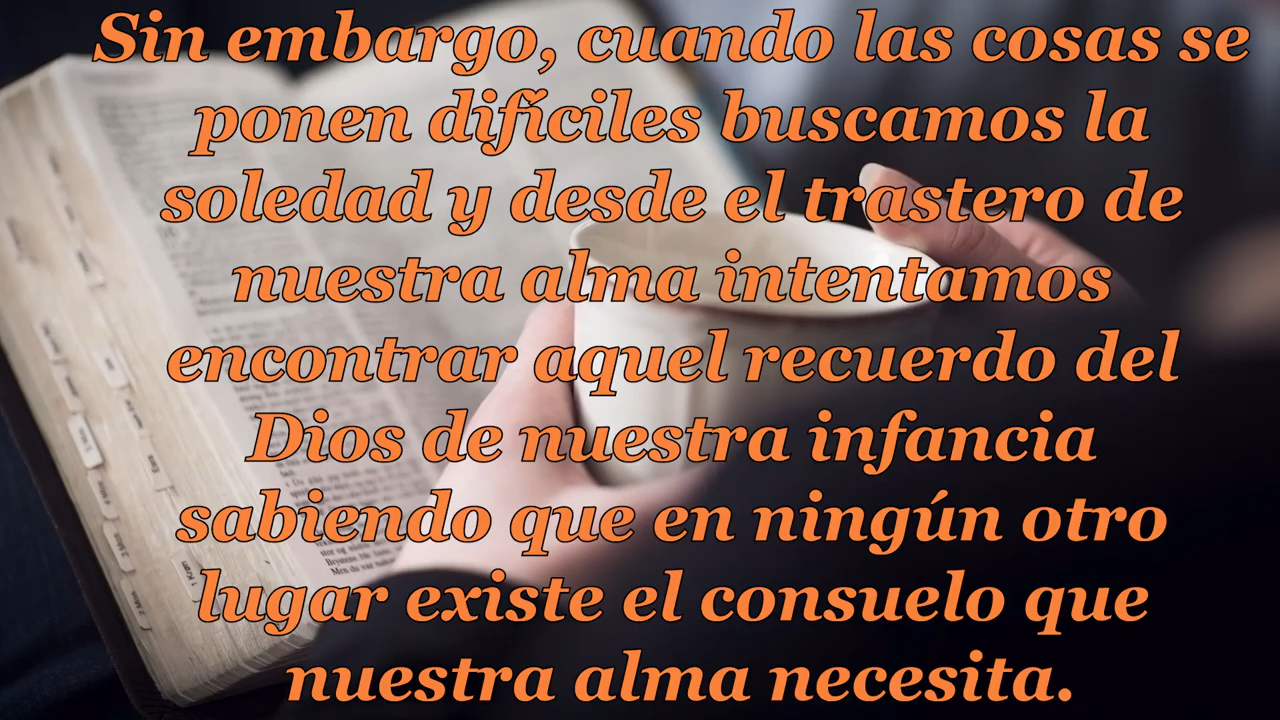 Sin embargo, cuando las cosas se
ponen difíciles buscamos la
soledad y desde el trastero de
nuestra alma intentamos
encontrar aquel recuerdo del
Dios de nuestra infancia
sabiendo que en ningún otro
lugar existe el consuelo que
nuestra alma necesita.